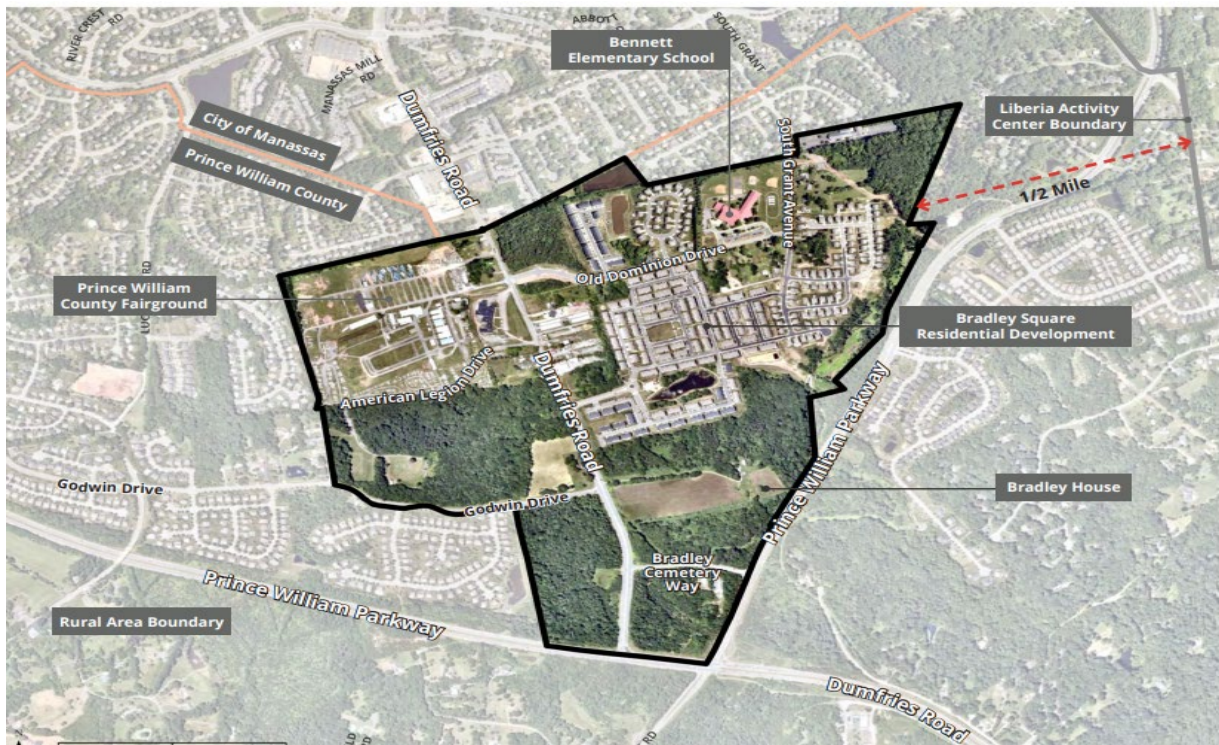 RIVER CREST
RD
ABBOTT
SOUTH GRANT
MANASSAS MILL
RD
Bennett
Elementary School
Dumfries Road
City of Manassas
Prince William County
Liberia Activity
Center Boundary
South Grant Avenue
1/2 Mile
Old Dominion Drive
Prince William
County Fairground
RD
Bradley Square
Residential Development
American Legion Drive
Dumfries Road
Prince William Parkway
Godwin Drive
Godwin Drive
Bradley House
Bradley
Cemetery
Way
Prince William Parkway
Rural Area Boundary
Dumfries Road
RD